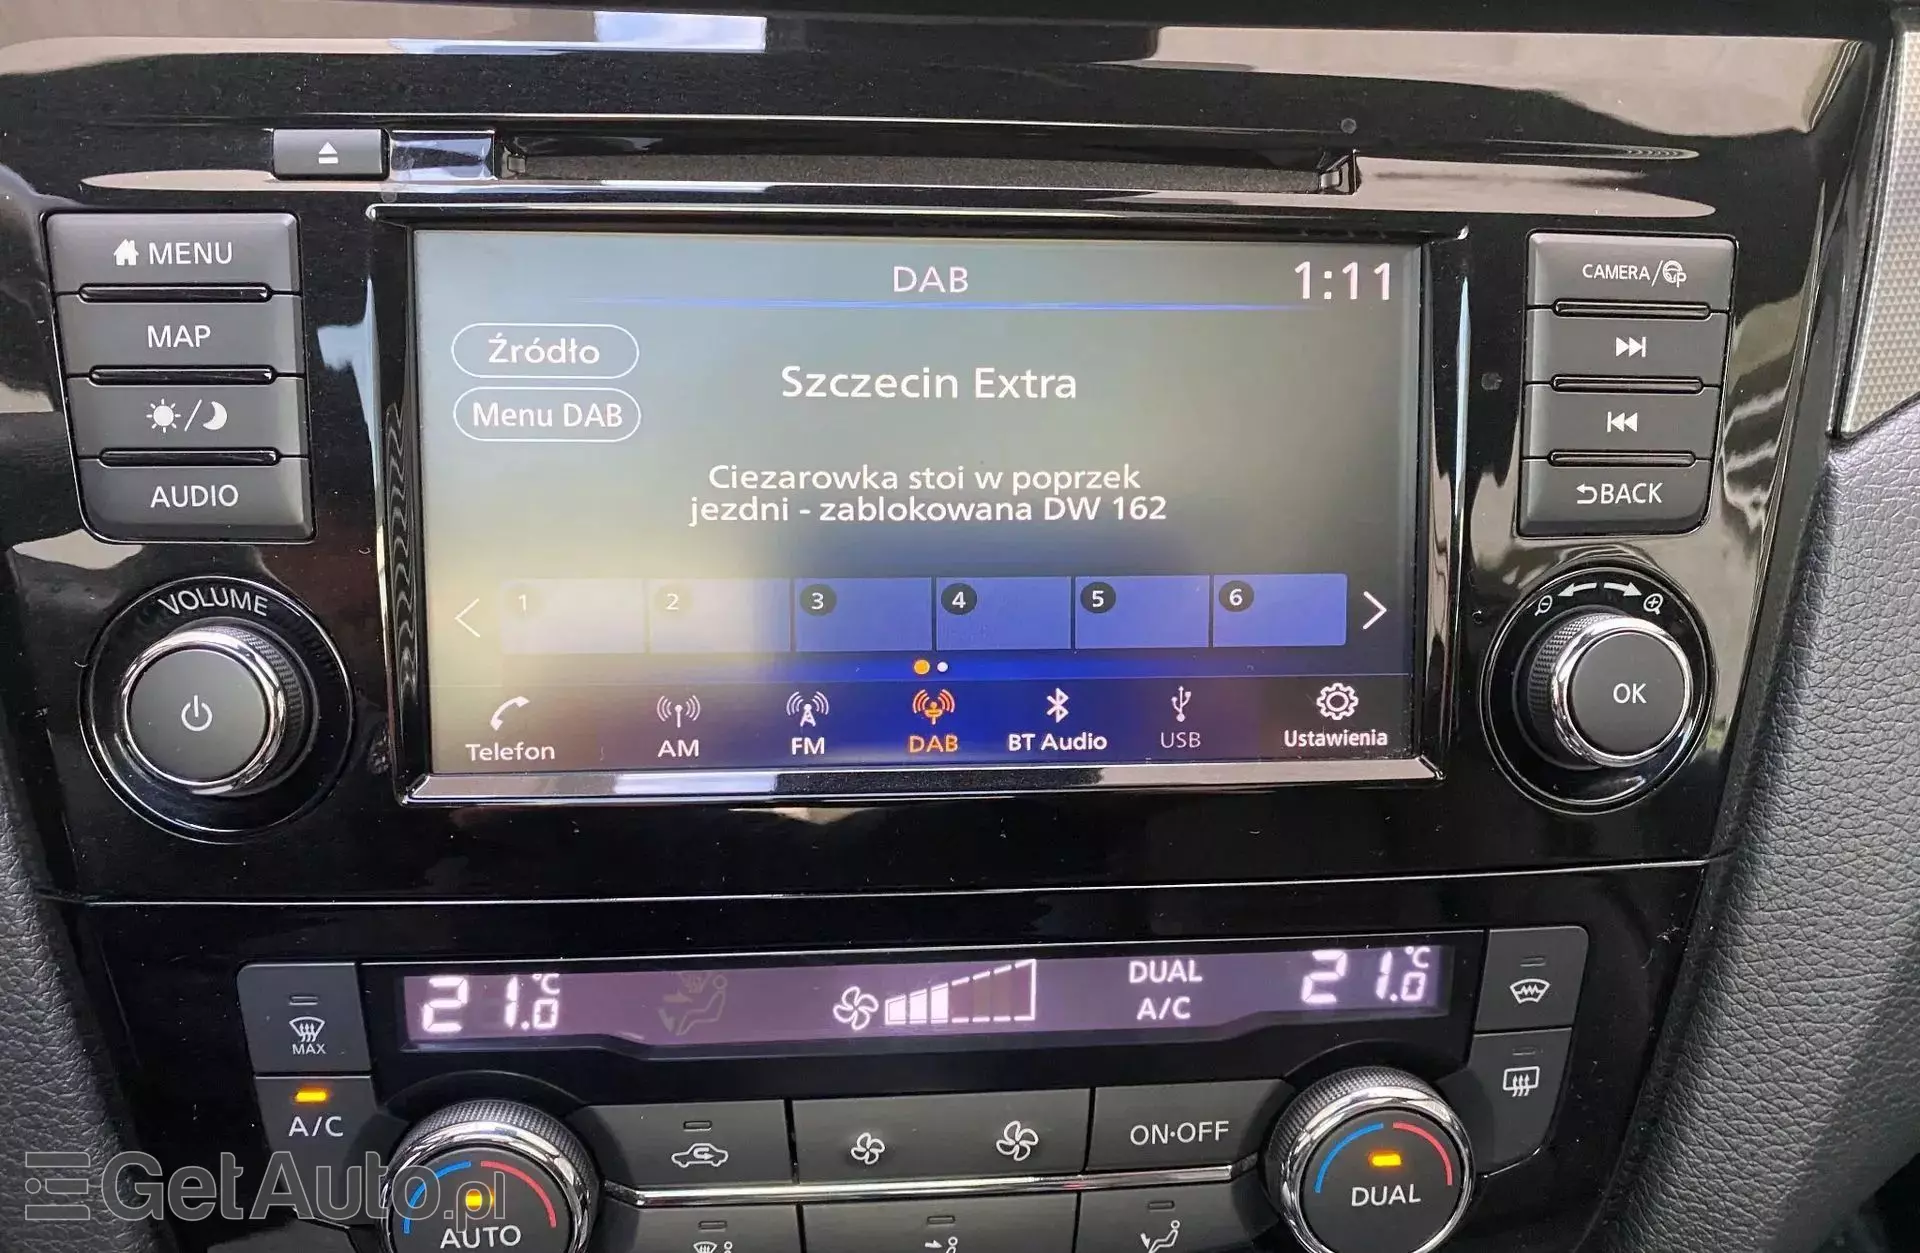 MENU
MAP
AUDIO
VOLUME
DAB
1:11
Źródło
Menu DAB
Szczecin Extra
Ciezarowka stoi w poprzek
jezdni - zablokowana DW 162
1 2 3 4 5 6
Telefon AM FM DAB BT Audio USB Ustawienia
CAMERA/
BACK
OK
21.0 °C
DUAL
A/C
21.0 °C
MAX
A/C
AUTO
ON·OFF
DUAL
GetAuto.pl